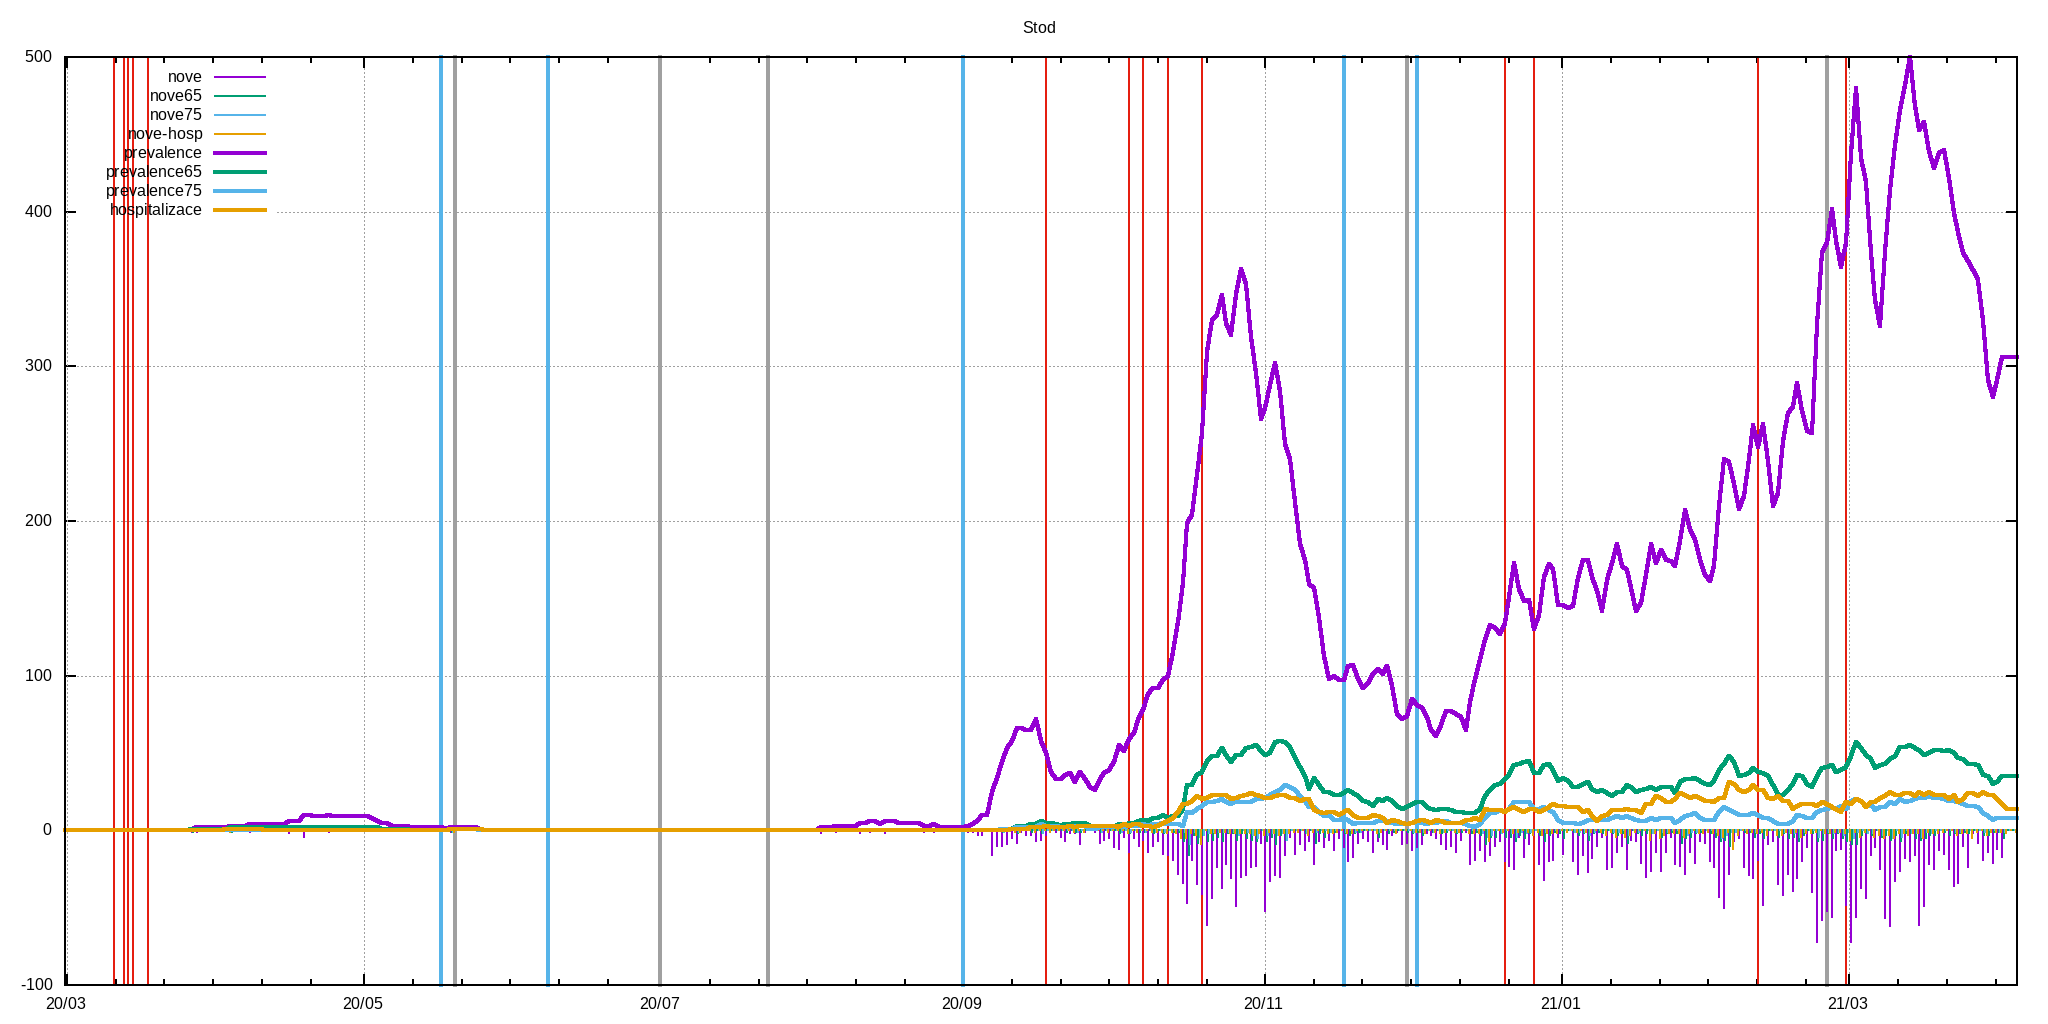 Stod
500
400
300
200
100
0
-100
nove
nove65
nove75
nove-hosp
prevalence
prevalence65
prevalence75
hospitalizace
20/03 20/05 20/07 20/09 20/11 21/01 21/03